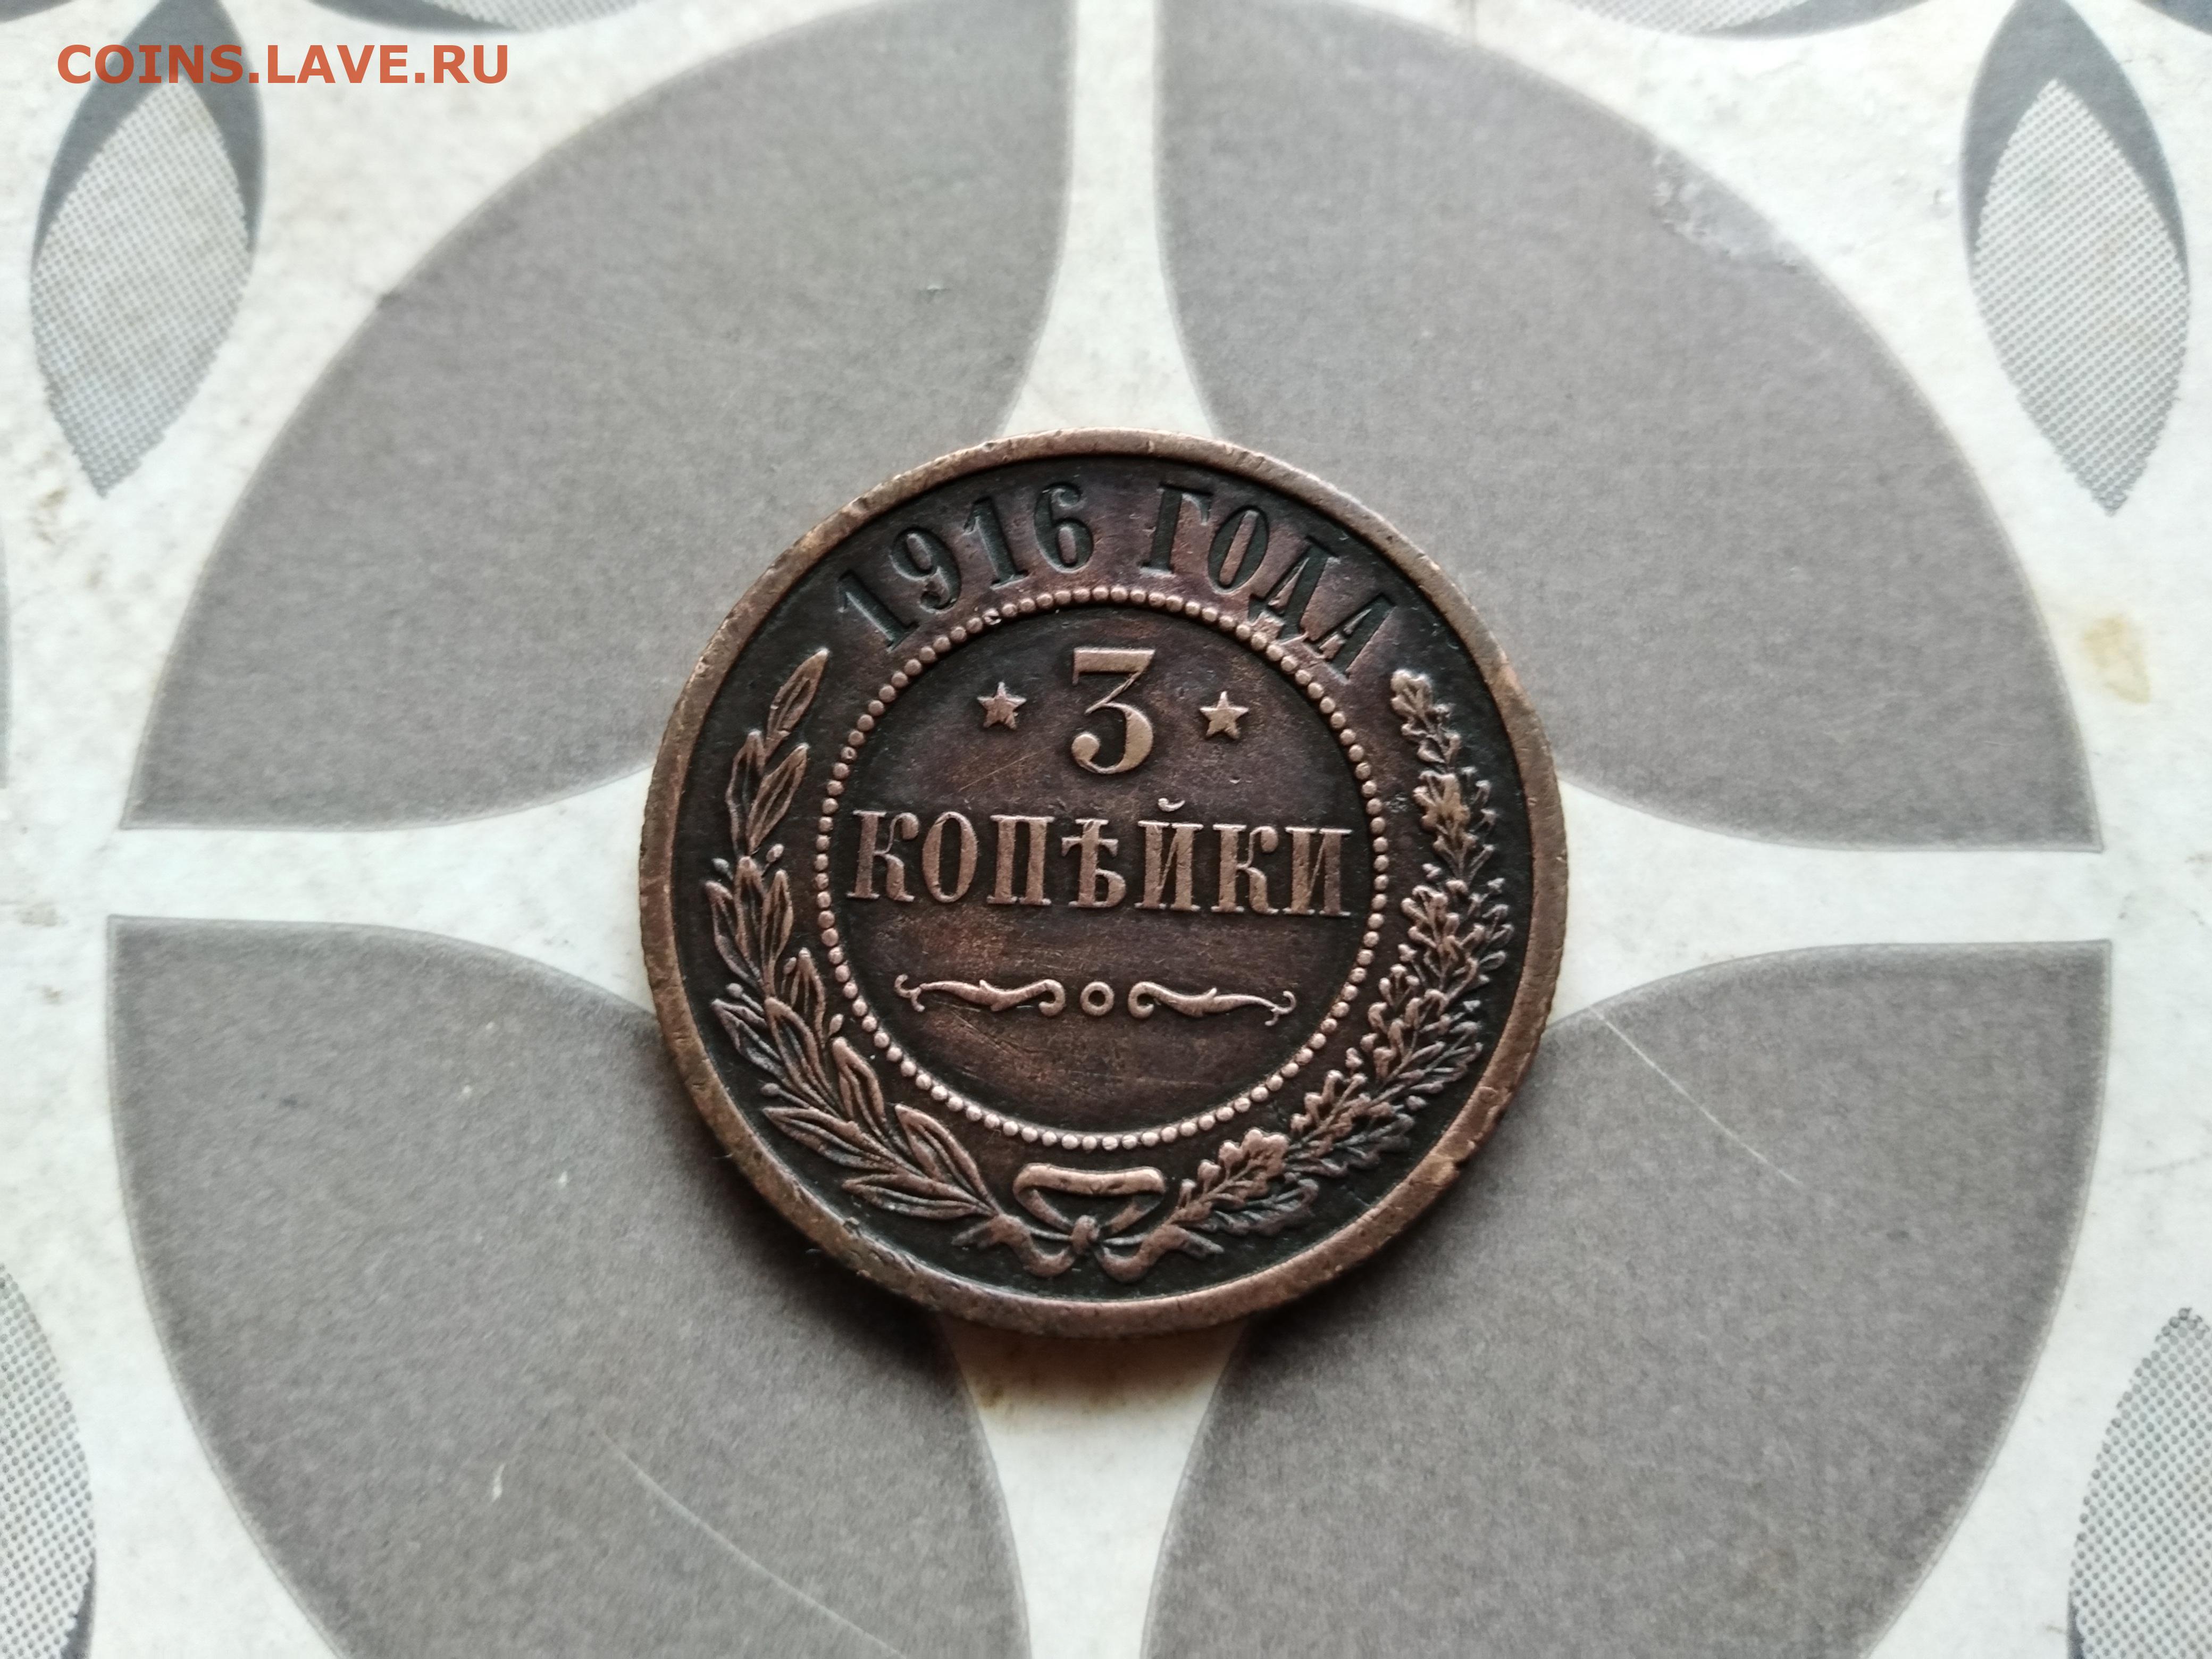 COINS.LAVE.RU
1916 ГОДА
3
КОПѢЙКИ